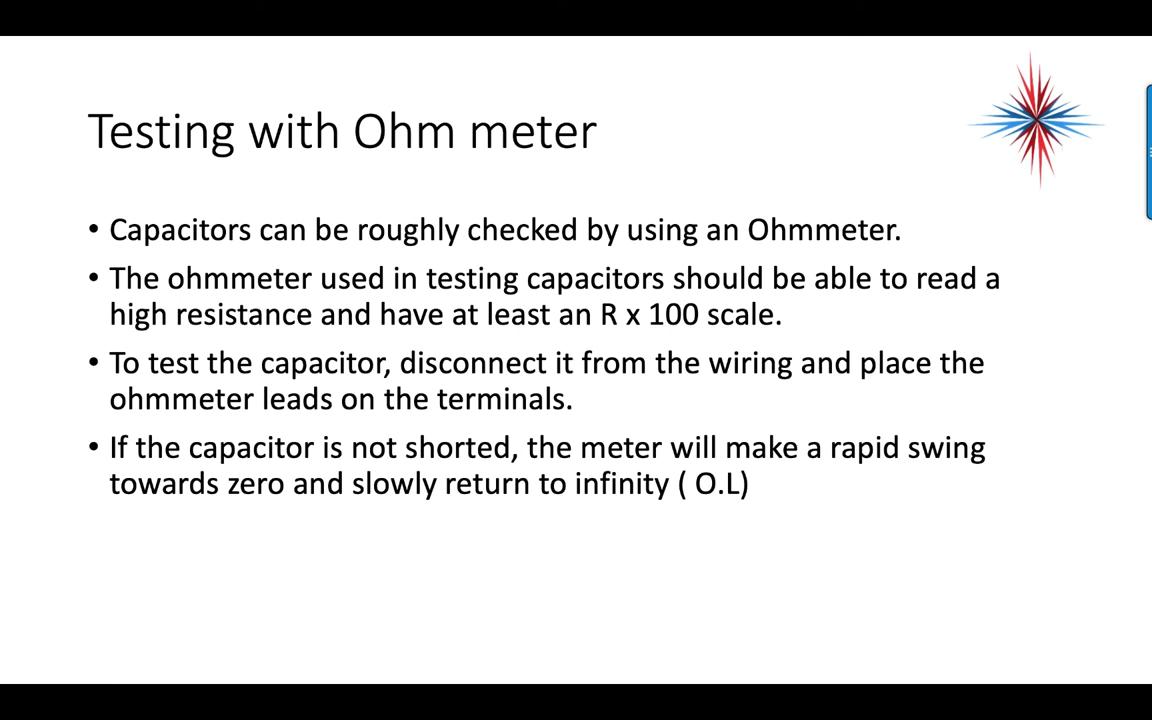 Testing with Ohm meter
• Capacitors can be roughly checked by using an Ohmmeter.
• The ohmmeter used in testing capacitors should be able to read a
high resistance and have at least an R x 100 scale.
• To test the capacitor, disconnect it from the wiring and place the
ohmmeter leads on the terminals.
• If the capacitor is not shorted, the meter will make a rapid swing
towards zero and slowly return to infinity ( O.L)